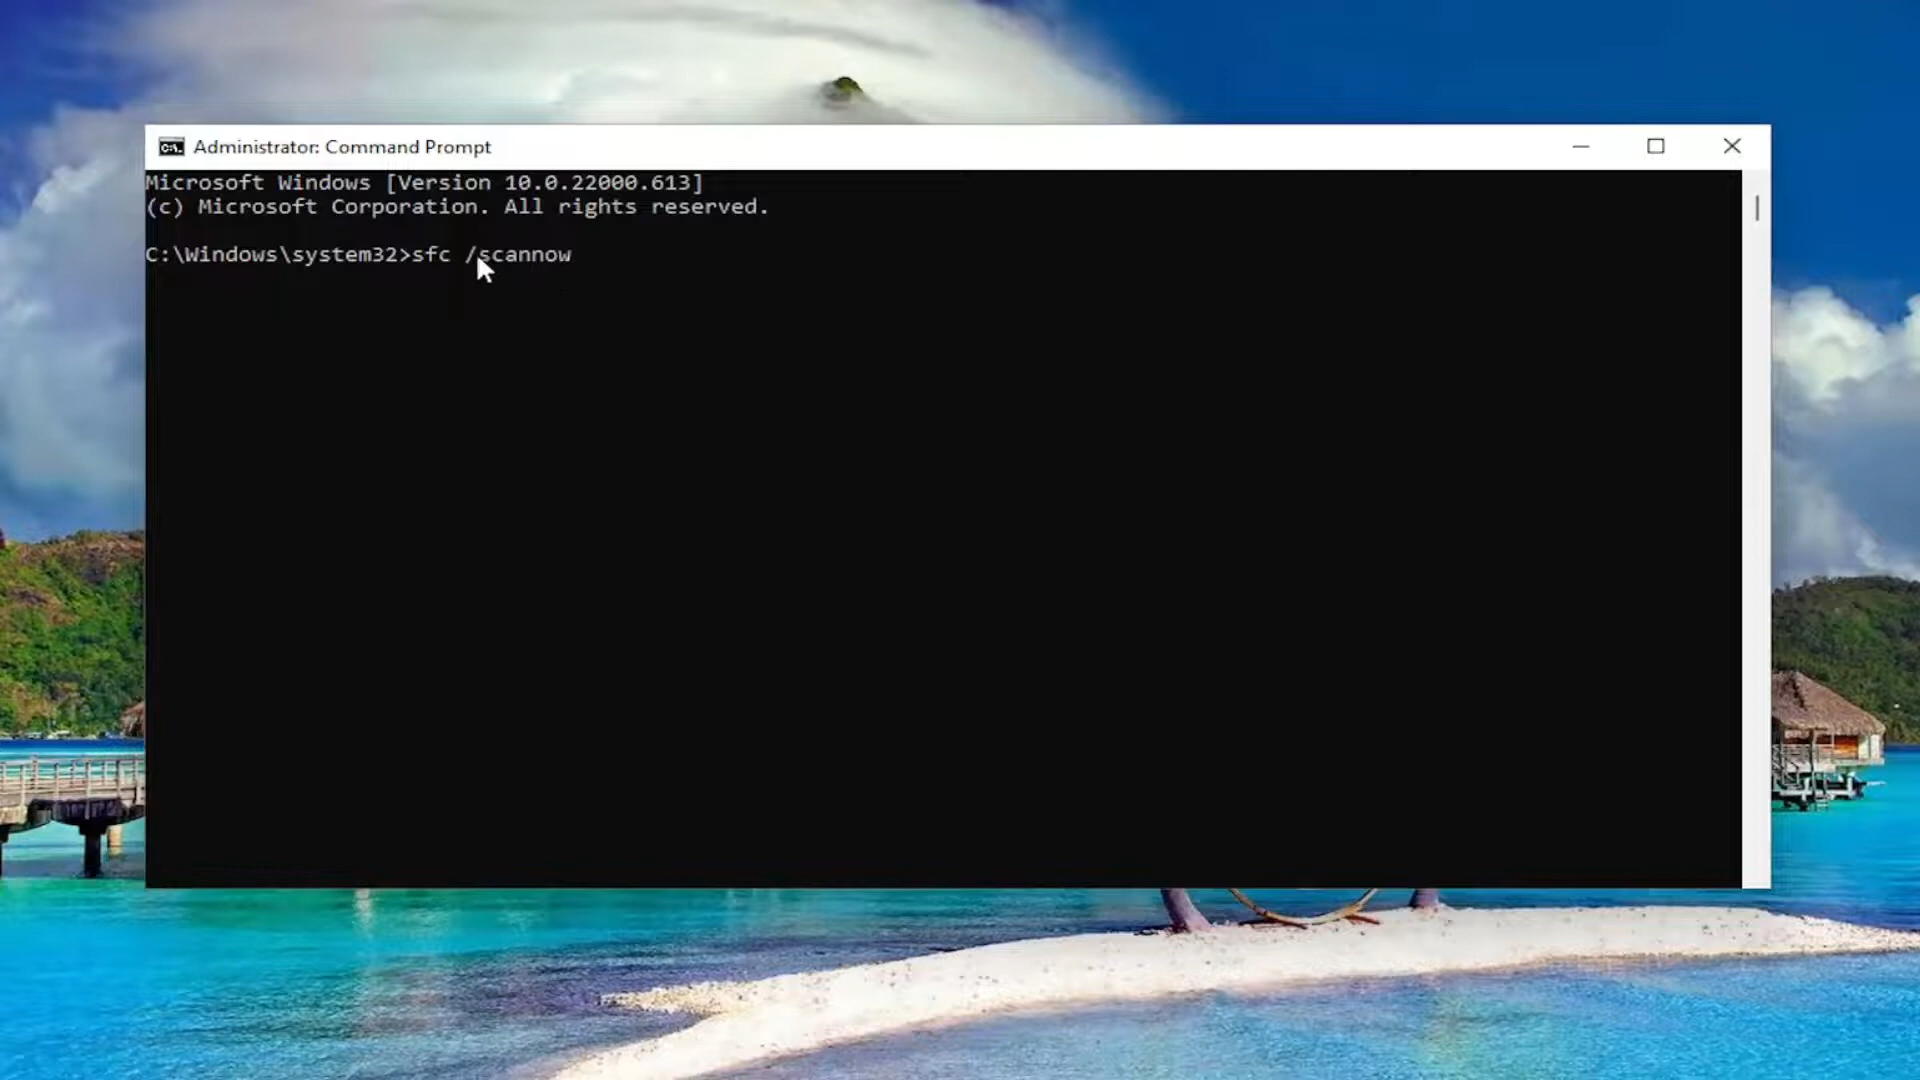 Administrator: Command Prompt
Microsoft Windows [Version 10.0.22000.613]
(c) Microsoft Corporation. All rights reserved.
C:\Windows\system32>sfc /scannow